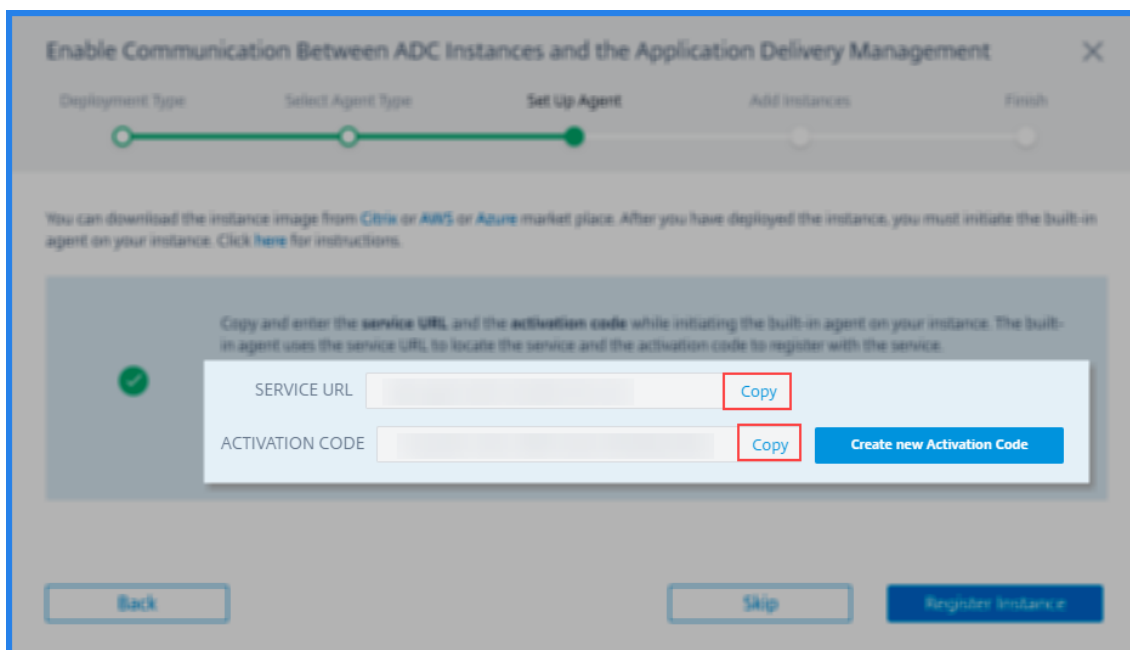 Enable Communication Between ADC Instances and the Application Delivery Management
Deployment Type Select Agent Type Set Up Agent Add Instances Finish
You can download the instance image from Citrix or AWS or Azure market place. After you have deployed the instance, you must initiate the built-in
agent on your instance. Click here for instructions.
Copy and enter the service URL and the activation code while initiating the built-in agent on your instance. The built-
in agent uses the service URL to locate the service and the activation code to register with the service.
SERVICE URL Copy
ACTIVATION CODE Copy Create new Activation Code
Back Skip Register Instance